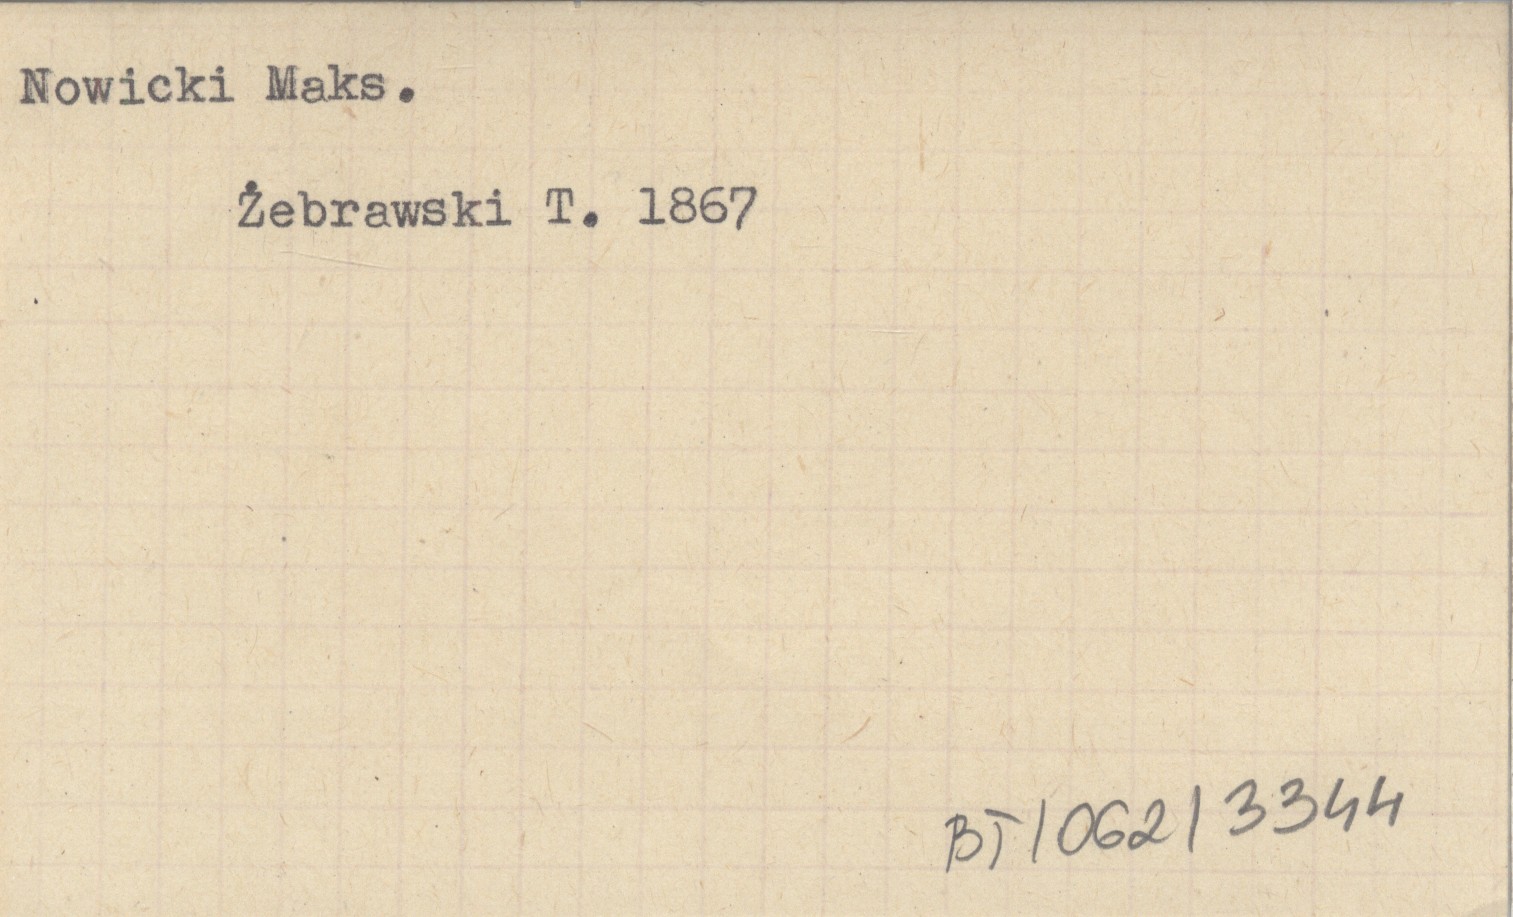 Nowicki Maks.
Żebrawski T. 1867
BT/062/3344